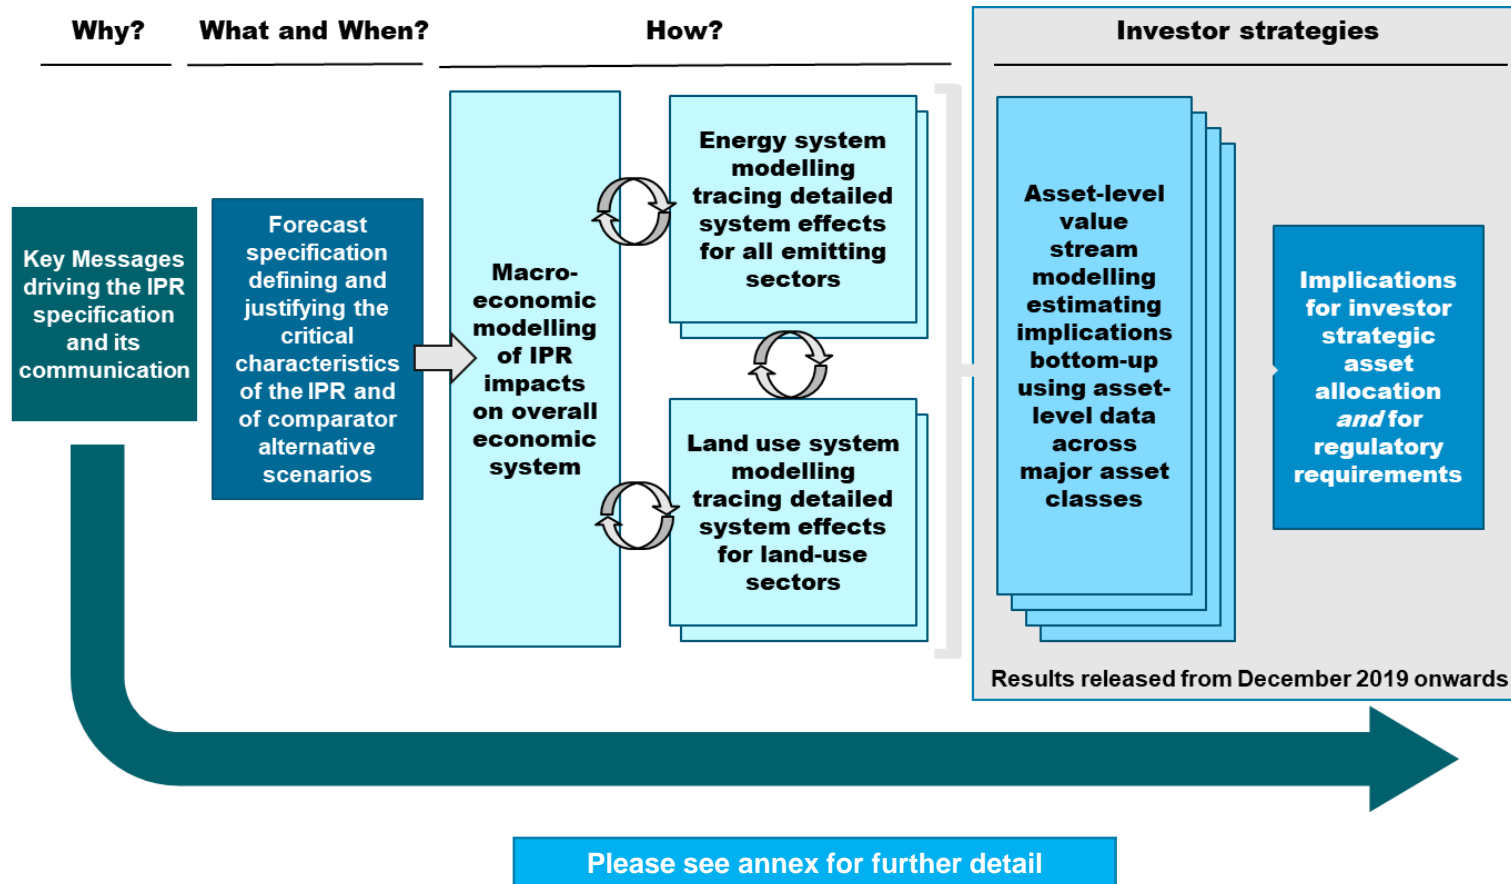 Why?
What and When?
How?
Investor strategies
Key Messages
driving the IPR
specification
and its
communication
Forecast
specification
defining and
justifying the
critical
characteristics
of the IPR and
of comparator
alternative
scenarios
Macro-
economic
modelling
of IPR
impacts
on overall
economic
system
Energy system
modelling
tracing detailed
system effects
for all emitting
sectors
Land use system
modelling
tracing detailed
system effects
for land-use
sectors
Asset-level
value
stream
modelling
estimating
implications
bottom-up
using asset-
level data
across
major asset
classes
Implications
for investor
strategic
asset
allocation
and for
regulatory
requirements
Results released from December 2019 onwards
Please see annex for further detail